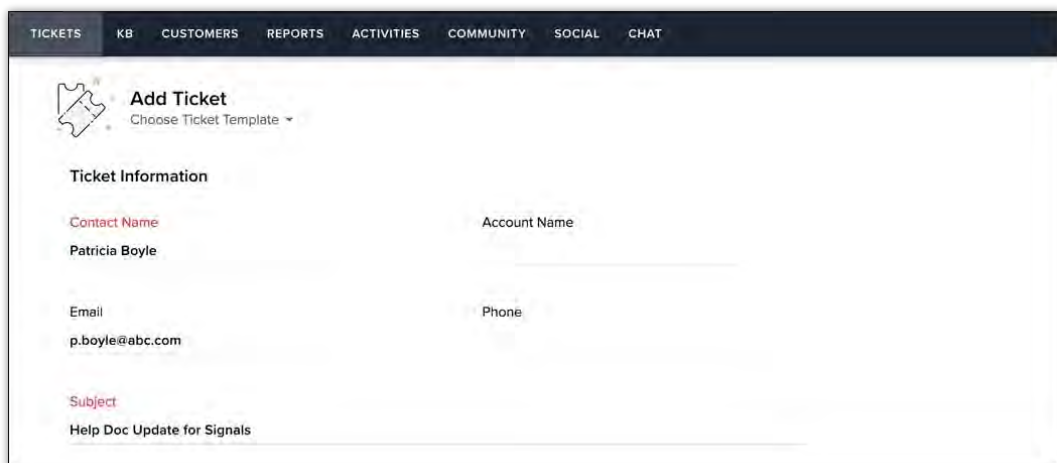 TICKETS KB CUSTOMERS REPORTS ACTIVITIES COMMUNITY SOCIAL CHAT
Add Ticket
Choose Ticket Template
Ticket Information
Contact Name Account Name
Patricia Boyle
Email Phone
p.boyle@abc.com
Subject
Help Doc Update for Signals